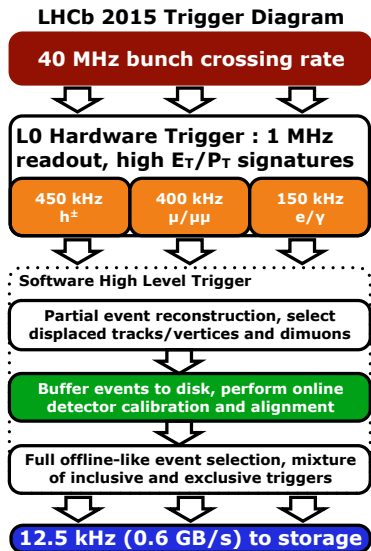 LHCb 2015 Trigger Diagram
40 MHz bunch crossing rate
L0 Hardware Trigger : 1 MHz
readout, high ET/PT signatures
450 kHz
h±
400 kHz
µ/µµ
150 kHz
e/γ
Software High Level Trigger
Partial event reconstruction, select
displaced tracks/vertices and dimuons
Buffer events to disk, perform online
detector calibration and alignment
Full offline-like event selection, mixture
of inclusive and exclusive triggers
12.5 kHz (0.6 GB/s) to storage